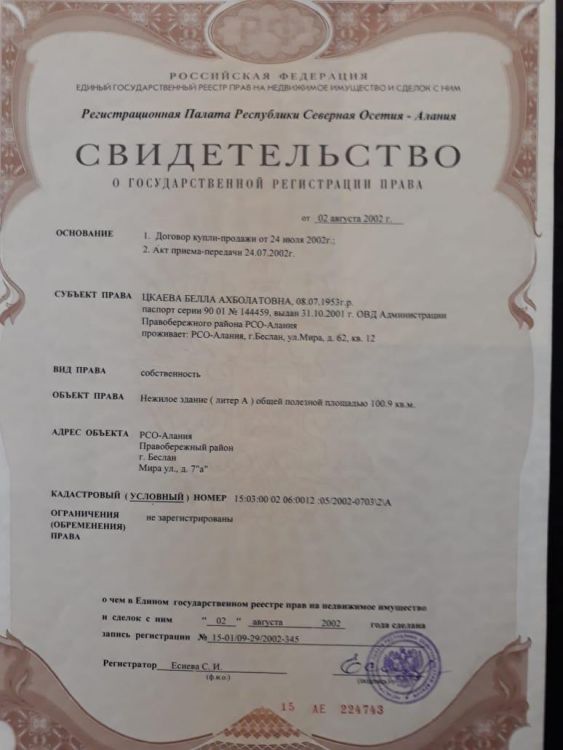 РФ
РОССИЙСКАЯ ФЕДЕРАЦИЯ
ЕДИНЫЙ ГОСУДАРСТВЕННЫЙ РЕЕСТР ПРАВ НА НЕДВИЖИМОЕ ИМУЩЕСТВО И СДЕЛОК С НИМ
Регистрационная Палата Республики Северная Осетия - Алания
СВИДЕТЕЛЬСТВО
О ГОСУДАРСТВЕННОЙ РЕГИСТРАЦИИ ПРАВА
от 02 августа 2002 г.
ОСНОВАНИЕ 1. Договор купли-продажи от 24 июля 2002г.;
2. Акт приема-передачи 24.07.2002г.
СУБЪЕКТ ПРАВА ЦКАЕВА БЕЛЛА АХБОЛАТОВНА, 08.07.1953г.р.
паспорт серии 90 01 № 144459, выдан 31.10.2001 г. ОВД Администрации
Правобережного района РСО-Алания
проживает: РСО-Алания, г.Беслан, ул.Мира, д. 62, кв. 12
ВИД ПРАВА собственность
ОБЪЕКТ ПРАВА Нежилое здание ( литер А ) общей полезной площадью 100.9 кв.м.
АДРЕС ОБЪЕКТА РСО-Алания
Правобережный район
г. Беслан
Мира ул., д. 7"а"
КАДАСТРОВЫЙ ( УСЛОВНЫЙ ) НОМЕР 15:03:00 02 06:0012 :05/2002-0703\2\А
ОГРАНИЧЕНИЯ не зарегистрированы
(ОБРЕМЕНЕНИЯ)
ПРАВА
о чем в Едином государственном реестре прав на недвижимое имущество
и сделок с ним " 02 " августа 2002 года сделана
запись регистрации № 15-01/09-29/2002-345
Регистратор Есиева С. И.
(ф.и.о.)
15 АЕ 224743